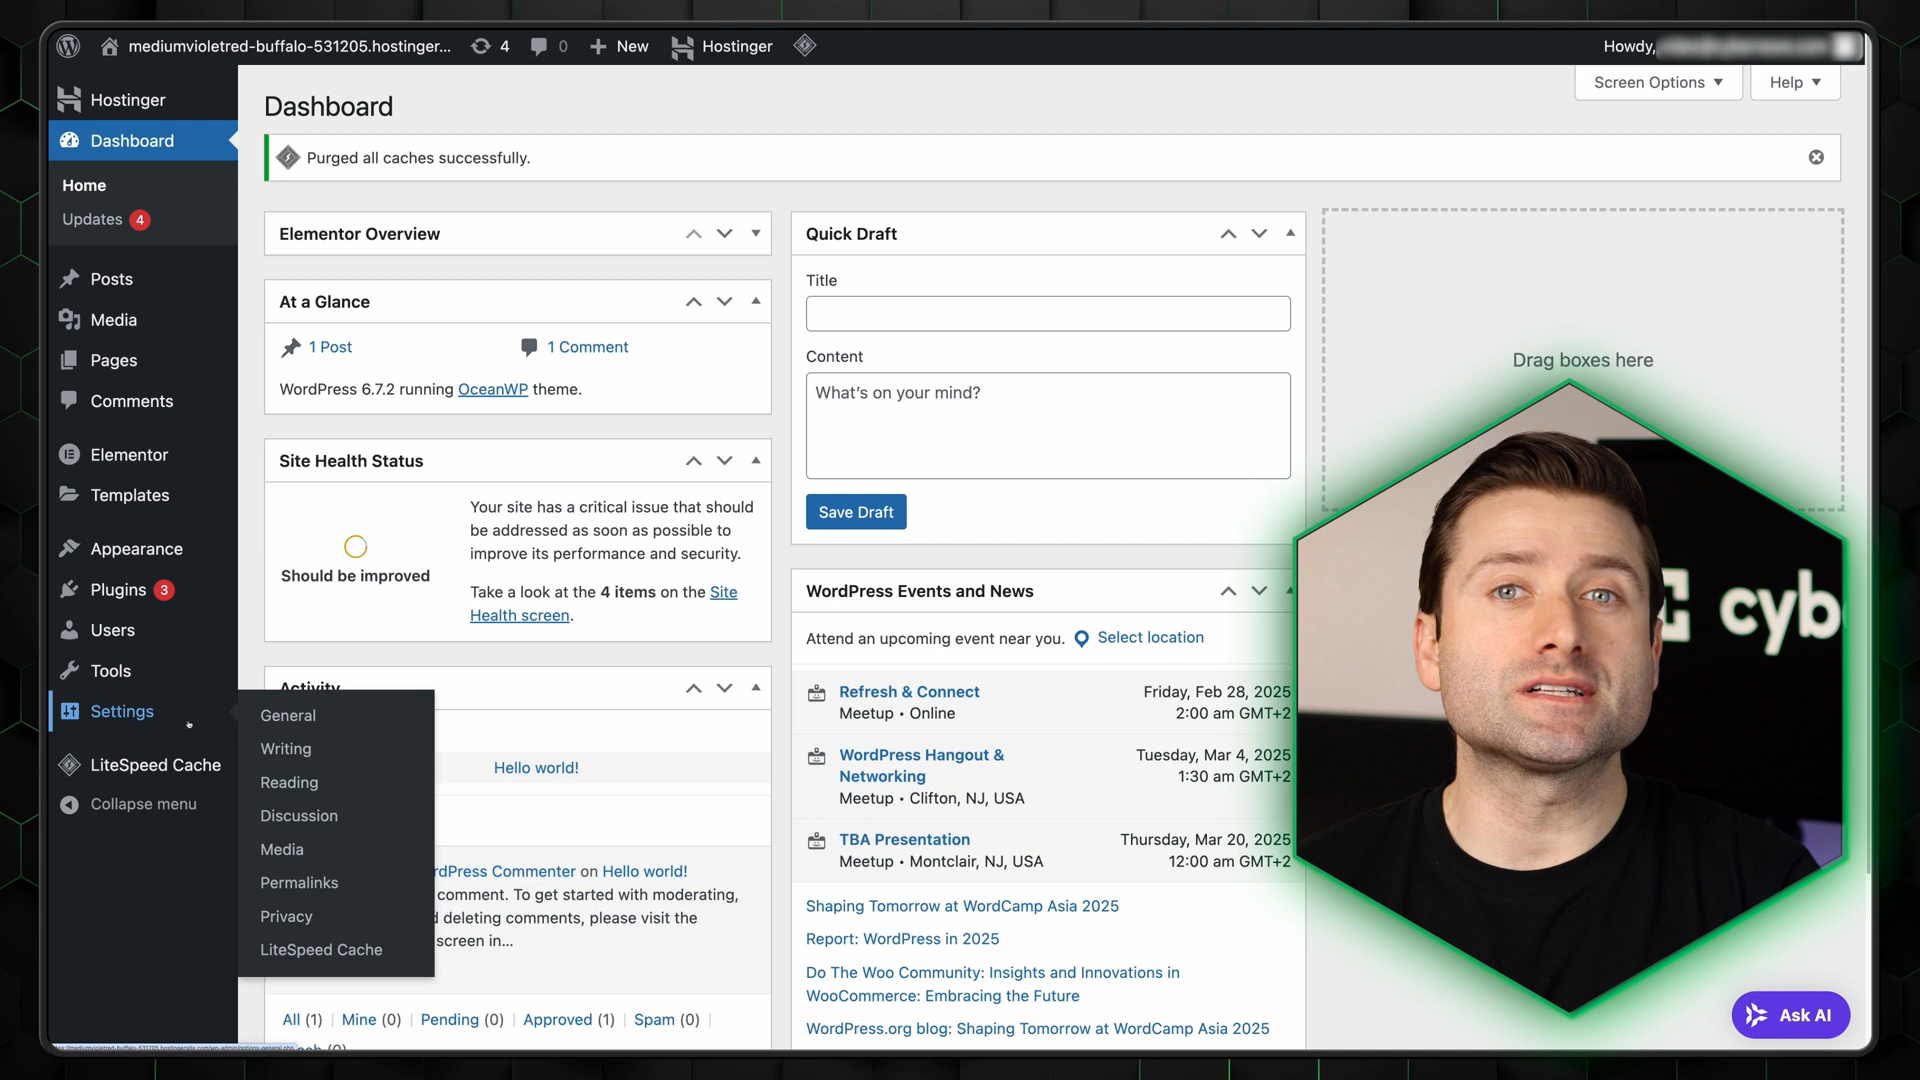 mediumvioletred-buffalo-531205.hostinger...
4
0
New
Hostinger
Howdy,
Hostinger
Dashboard
Home
Updates 4
Posts
Media
Pages
Comments
Elementor
Templates
Appearance
Plugins 3
Users
Tools
Settings
LiteSpeed Cache
Collapse menu
General
Writing
Reading
Discussion
Media
Permalinks
Privacy
LiteSpeed Cache
Screen Options
Help
Dashboard
Purged all caches successfully.
Elementor Overview
At a Glance
1 Post
1 Comment
WordPress 6.7.2 running OceanWP theme.
Site Health Status
Should be improved
Your site has a critical issue that should
be addressed as soon as possible to
improve its performance and security.
Take a look at the 4 items on the Site
Health screen.
Activity
Hello world!
rdPress Commenter on Hello world!
comment. To get started with moderating,
d deleting comments, please visit the
screen in...
All (1) | Mine (0) | Pending (0) | Approved (1) | Spam (0) |
(0)
Quick Draft
Title
Content
What's on your mind?
Save Draft
WordPress Events and News
Attend an upcoming event near you. Select location
Refresh & Connect
Meetup • Online
Friday, Feb 28, 2025
2:00 am GMT+2
WordPress Hangout &
Networking
Meetup • Clifton, NJ, USA
Tuesday, Mar 4, 2025
1:30 am GMT+2
TBA Presentation
Meetup • Montclair, NJ, USA
Thursday, Mar 20, 2025
12:00 am GMT+2
Shaping Tomorrow at WordCamp Asia 2025
Report: WordPress in 2025
Do The Woo Community: Insights and Innovations in
WooCommerce: Embracing the Future
WordPress.org blog: Shaping Tomorrow at WordCamp Asia 2025
Drag boxes here
cyb
Ask AI